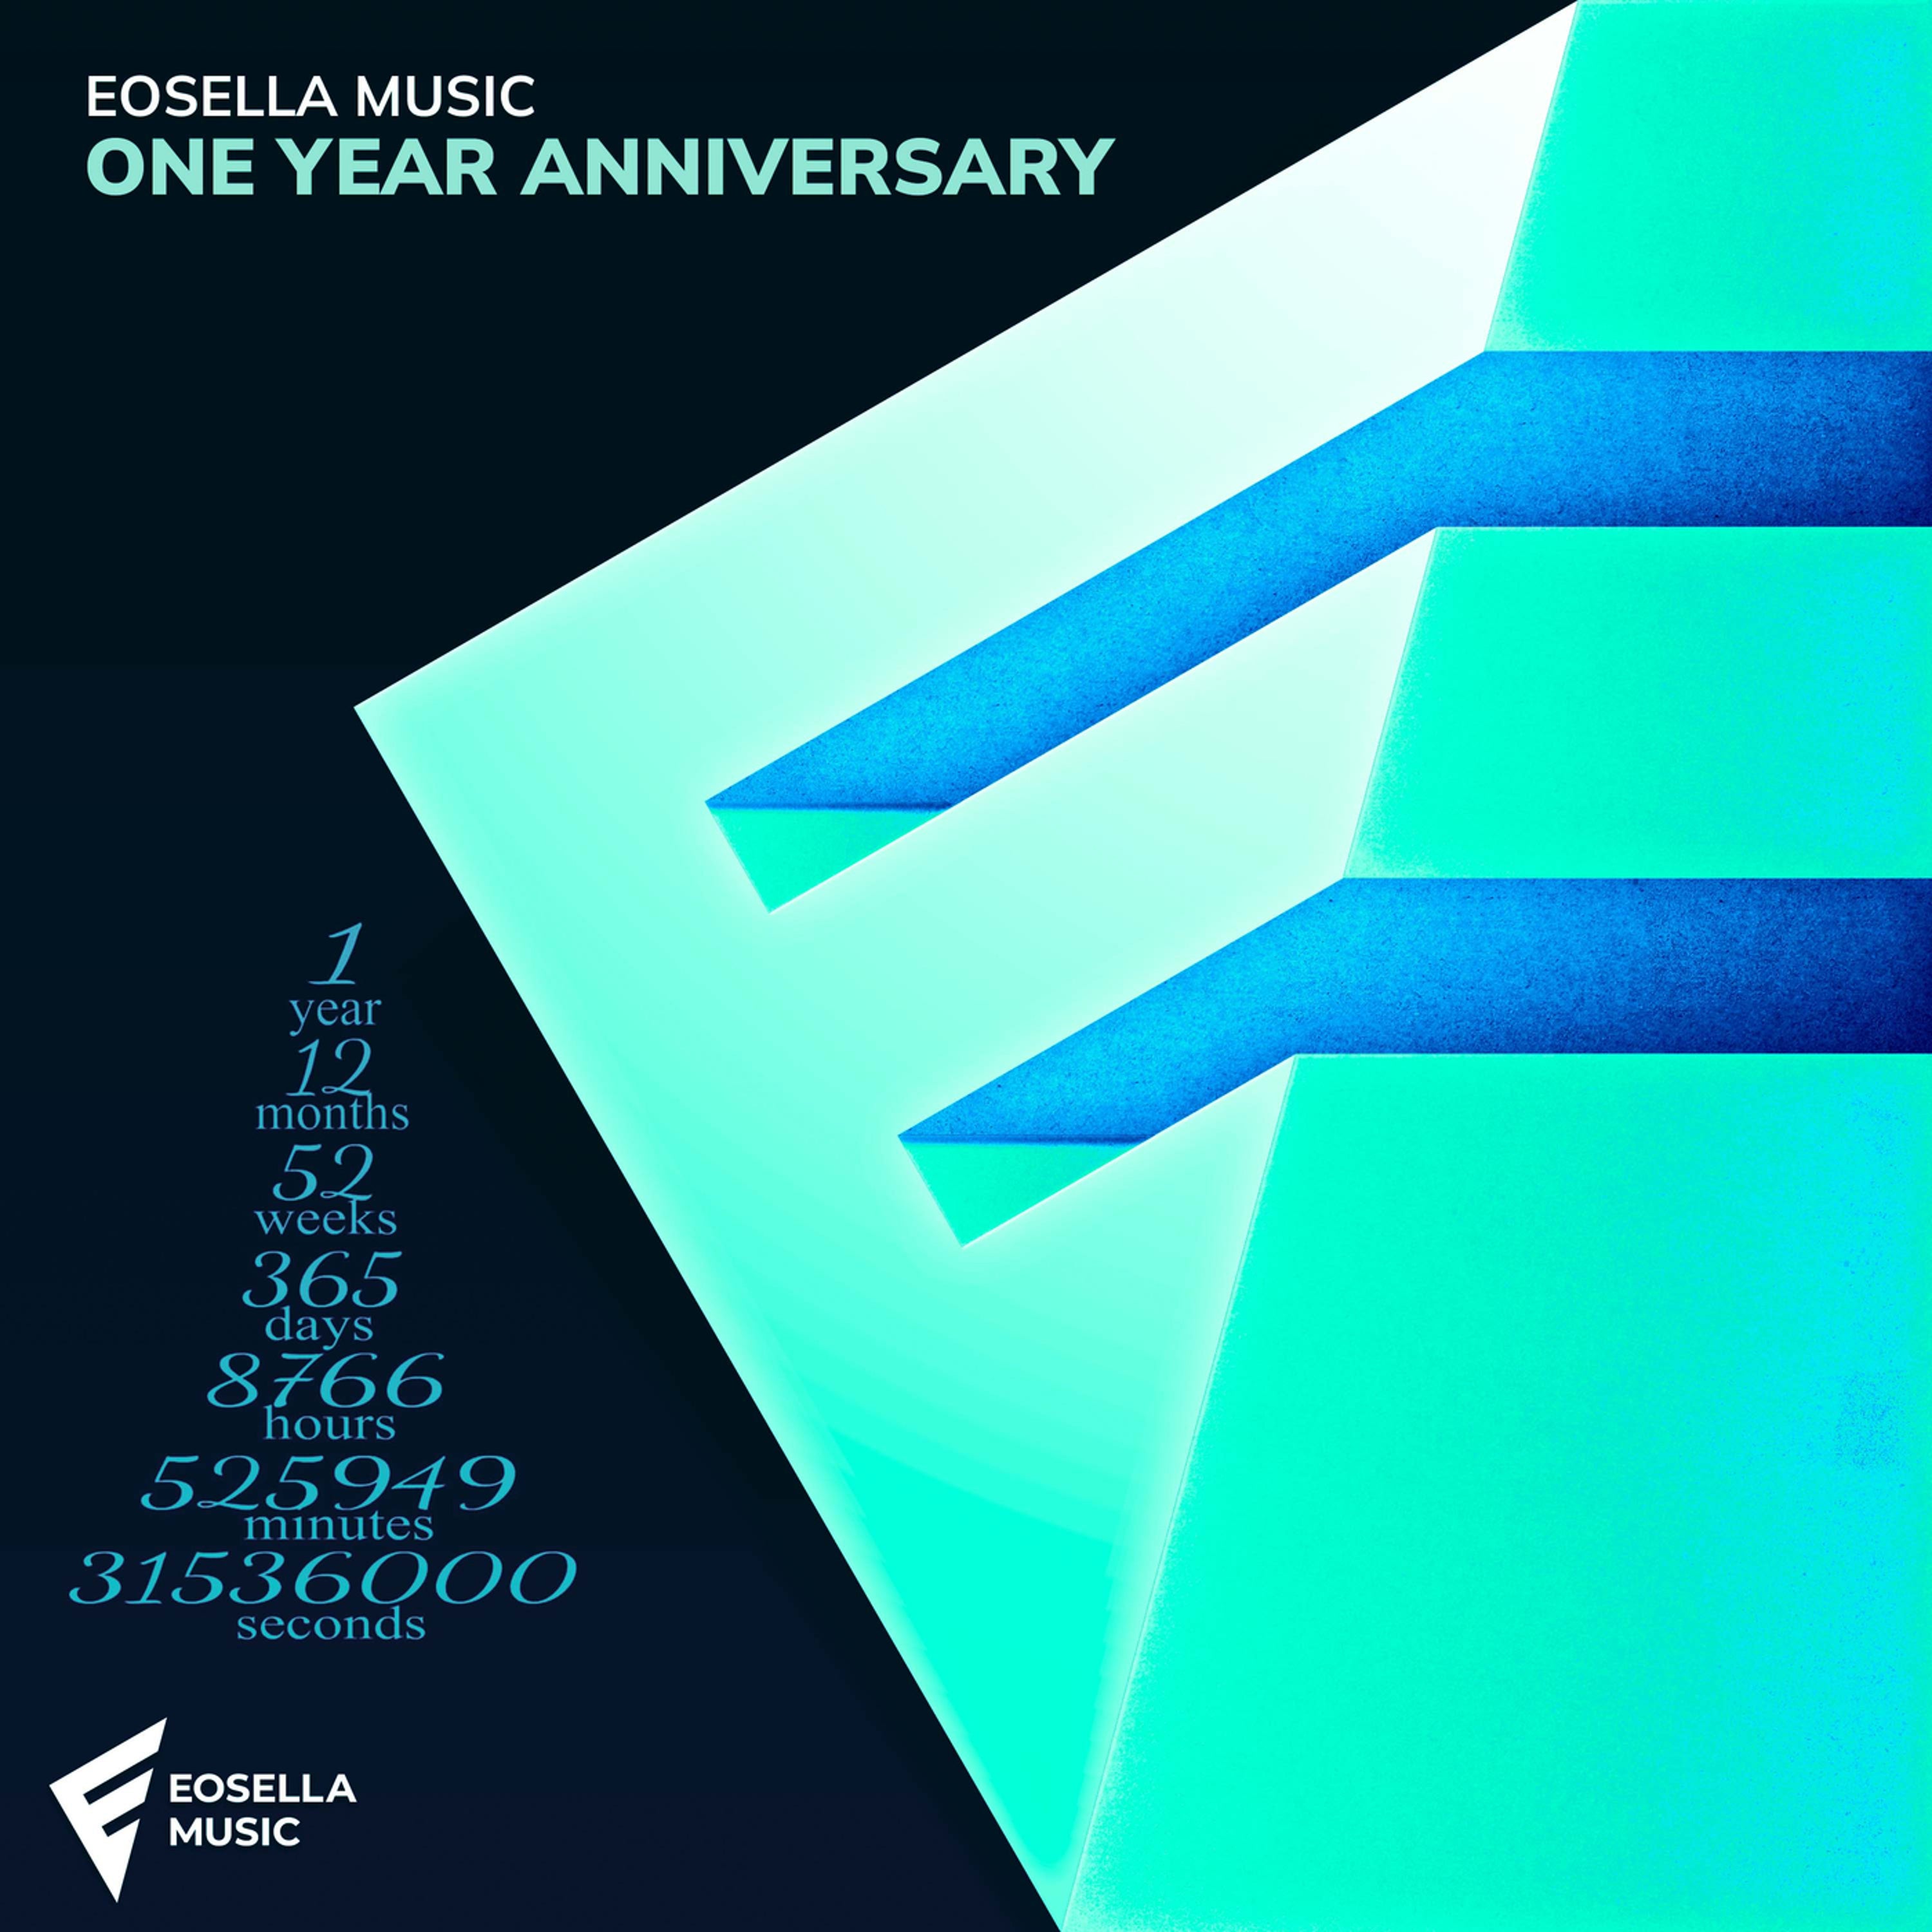 EOSELLA MUSIC
ONE YEAR ANNIVERSARY
1
year
12
months
52
weeks
365
days
8766
hours
525949
minutes
31536000
seconds
EOSELLA
MUSIC